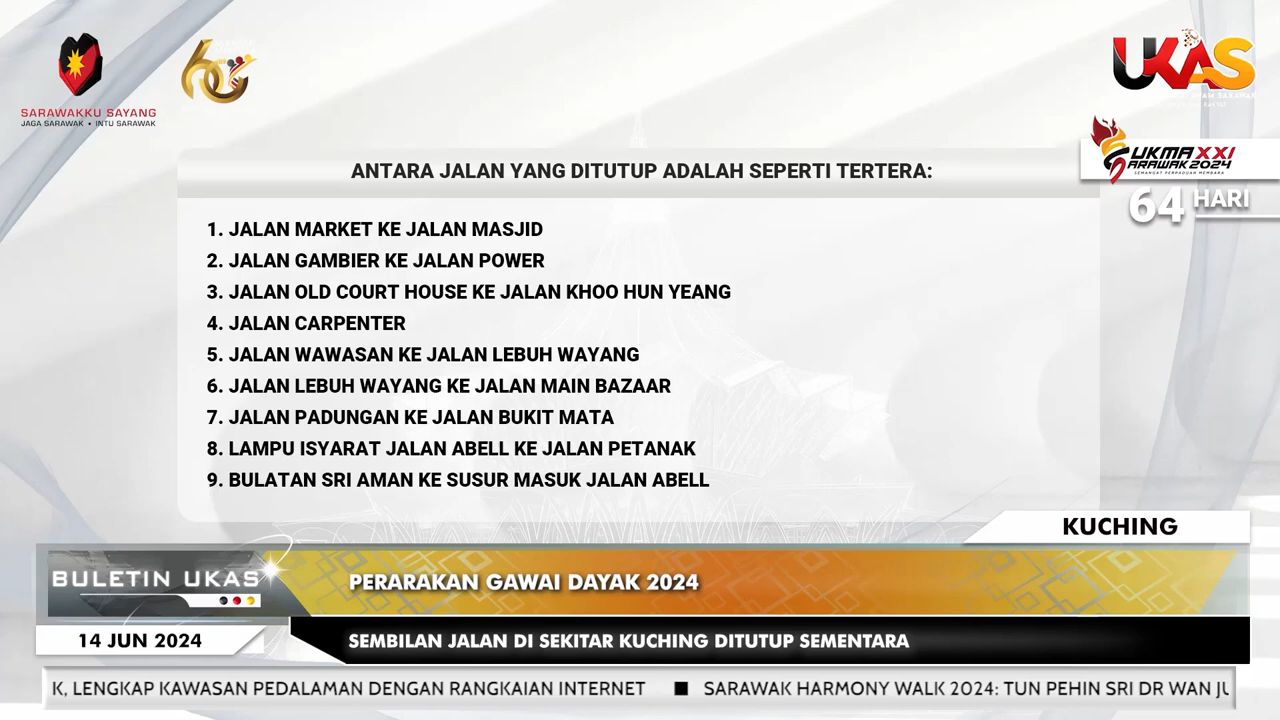 SARAWAKKU SAYANG
JAGA SARAWAK • INTU SARAWAK
60
UKAS
SUKMA XXI
SARAWAK 2024
SEMANGAT PERPADUAN MEMBARA
64 HARI
ANTARA JALAN YANG DITUTUP ADALAH SEPERTI TERTERA:
1. JALAN MARKET KE JALAN MASJID
2. JALAN GAMBIER KE JALAN POWER
3. JALAN OLD COURT HOUSE KE JALAN KHOO HUN YEANG
4. JALAN CARPENTER
5. JALAN WAWASAN KE JALAN LEBUH WAYANG
6. JALAN LEBUH WAYANG KE JALAN MAIN BAZAAR
7. JALAN PADUNGAN KE JALAN BUKIT MATA
8. LAMPU ISYARAT JALAN ABELL KE JALAN PETANAK
9. BULATAN SRI AMAN KE SUSUR MASUK JALAN ABELL
KUCHING
BULETIN UKAS
PERARAKAN GAWAI DAYAK 2024
14 JUN 2024
SEMBILAN JALAN DI SEKITAR KUCHING DITUTUP SEMENTARA
K, LENGKAP KAWASAN PEDALAMAN DENGAN RANGKAIAN INTERNET ■ SARAWAK HARMONY WALK 2024: TUN PEHIN SRI DR WAN JU